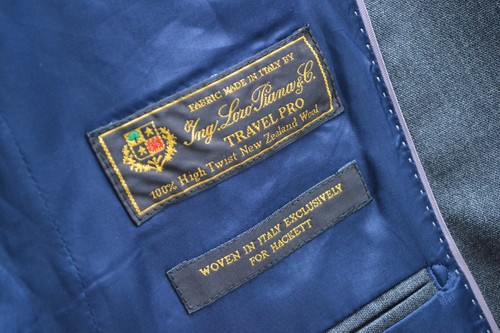 FABRIC MADE IN ITALY BY
Ing. Loro Piana & C.
TRAVEL PRO
100% High Twist New Zealand Wool
WOVEN IN ITALY EXCLUSIVELY
FOR HACKETT